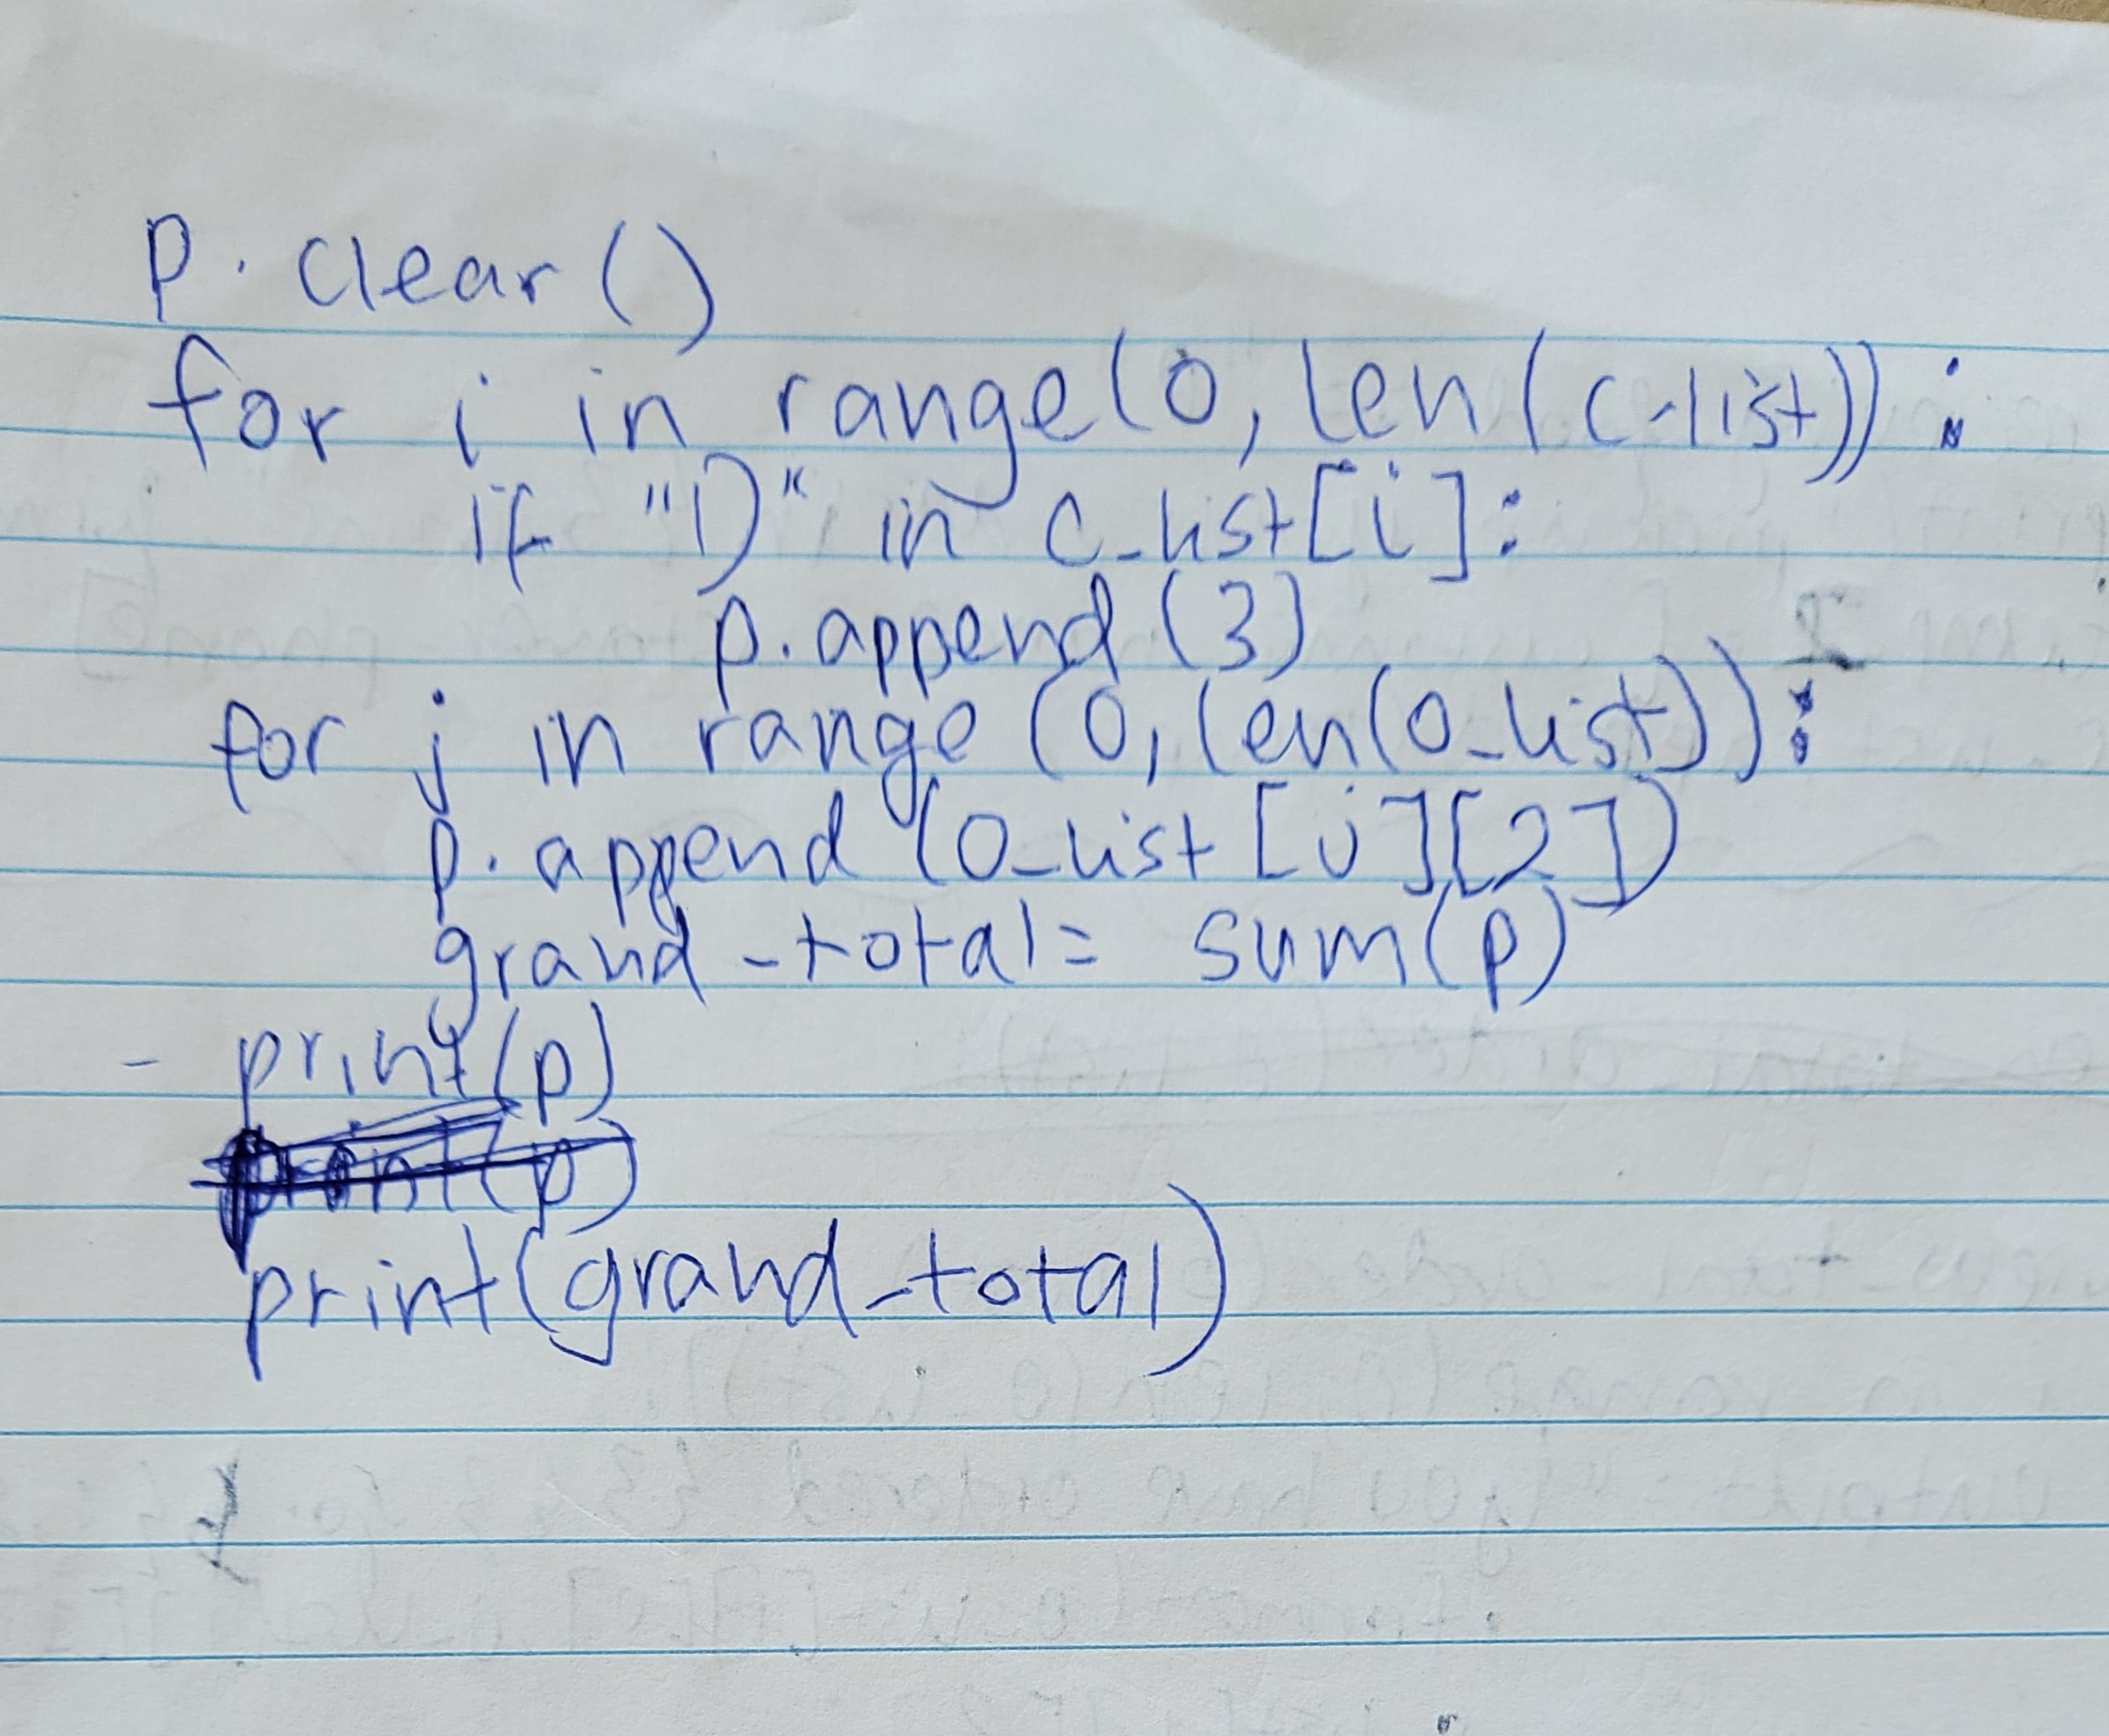 p.clear()
for i in range(0, len(c_list)):
if "D" in c_list[i]:
p.append(3)
for j in range(0, len(o_list)):
p.append(o_list[j][2])
grand_total= sum(p)
- print(p)
print(p)
print(grand_total)